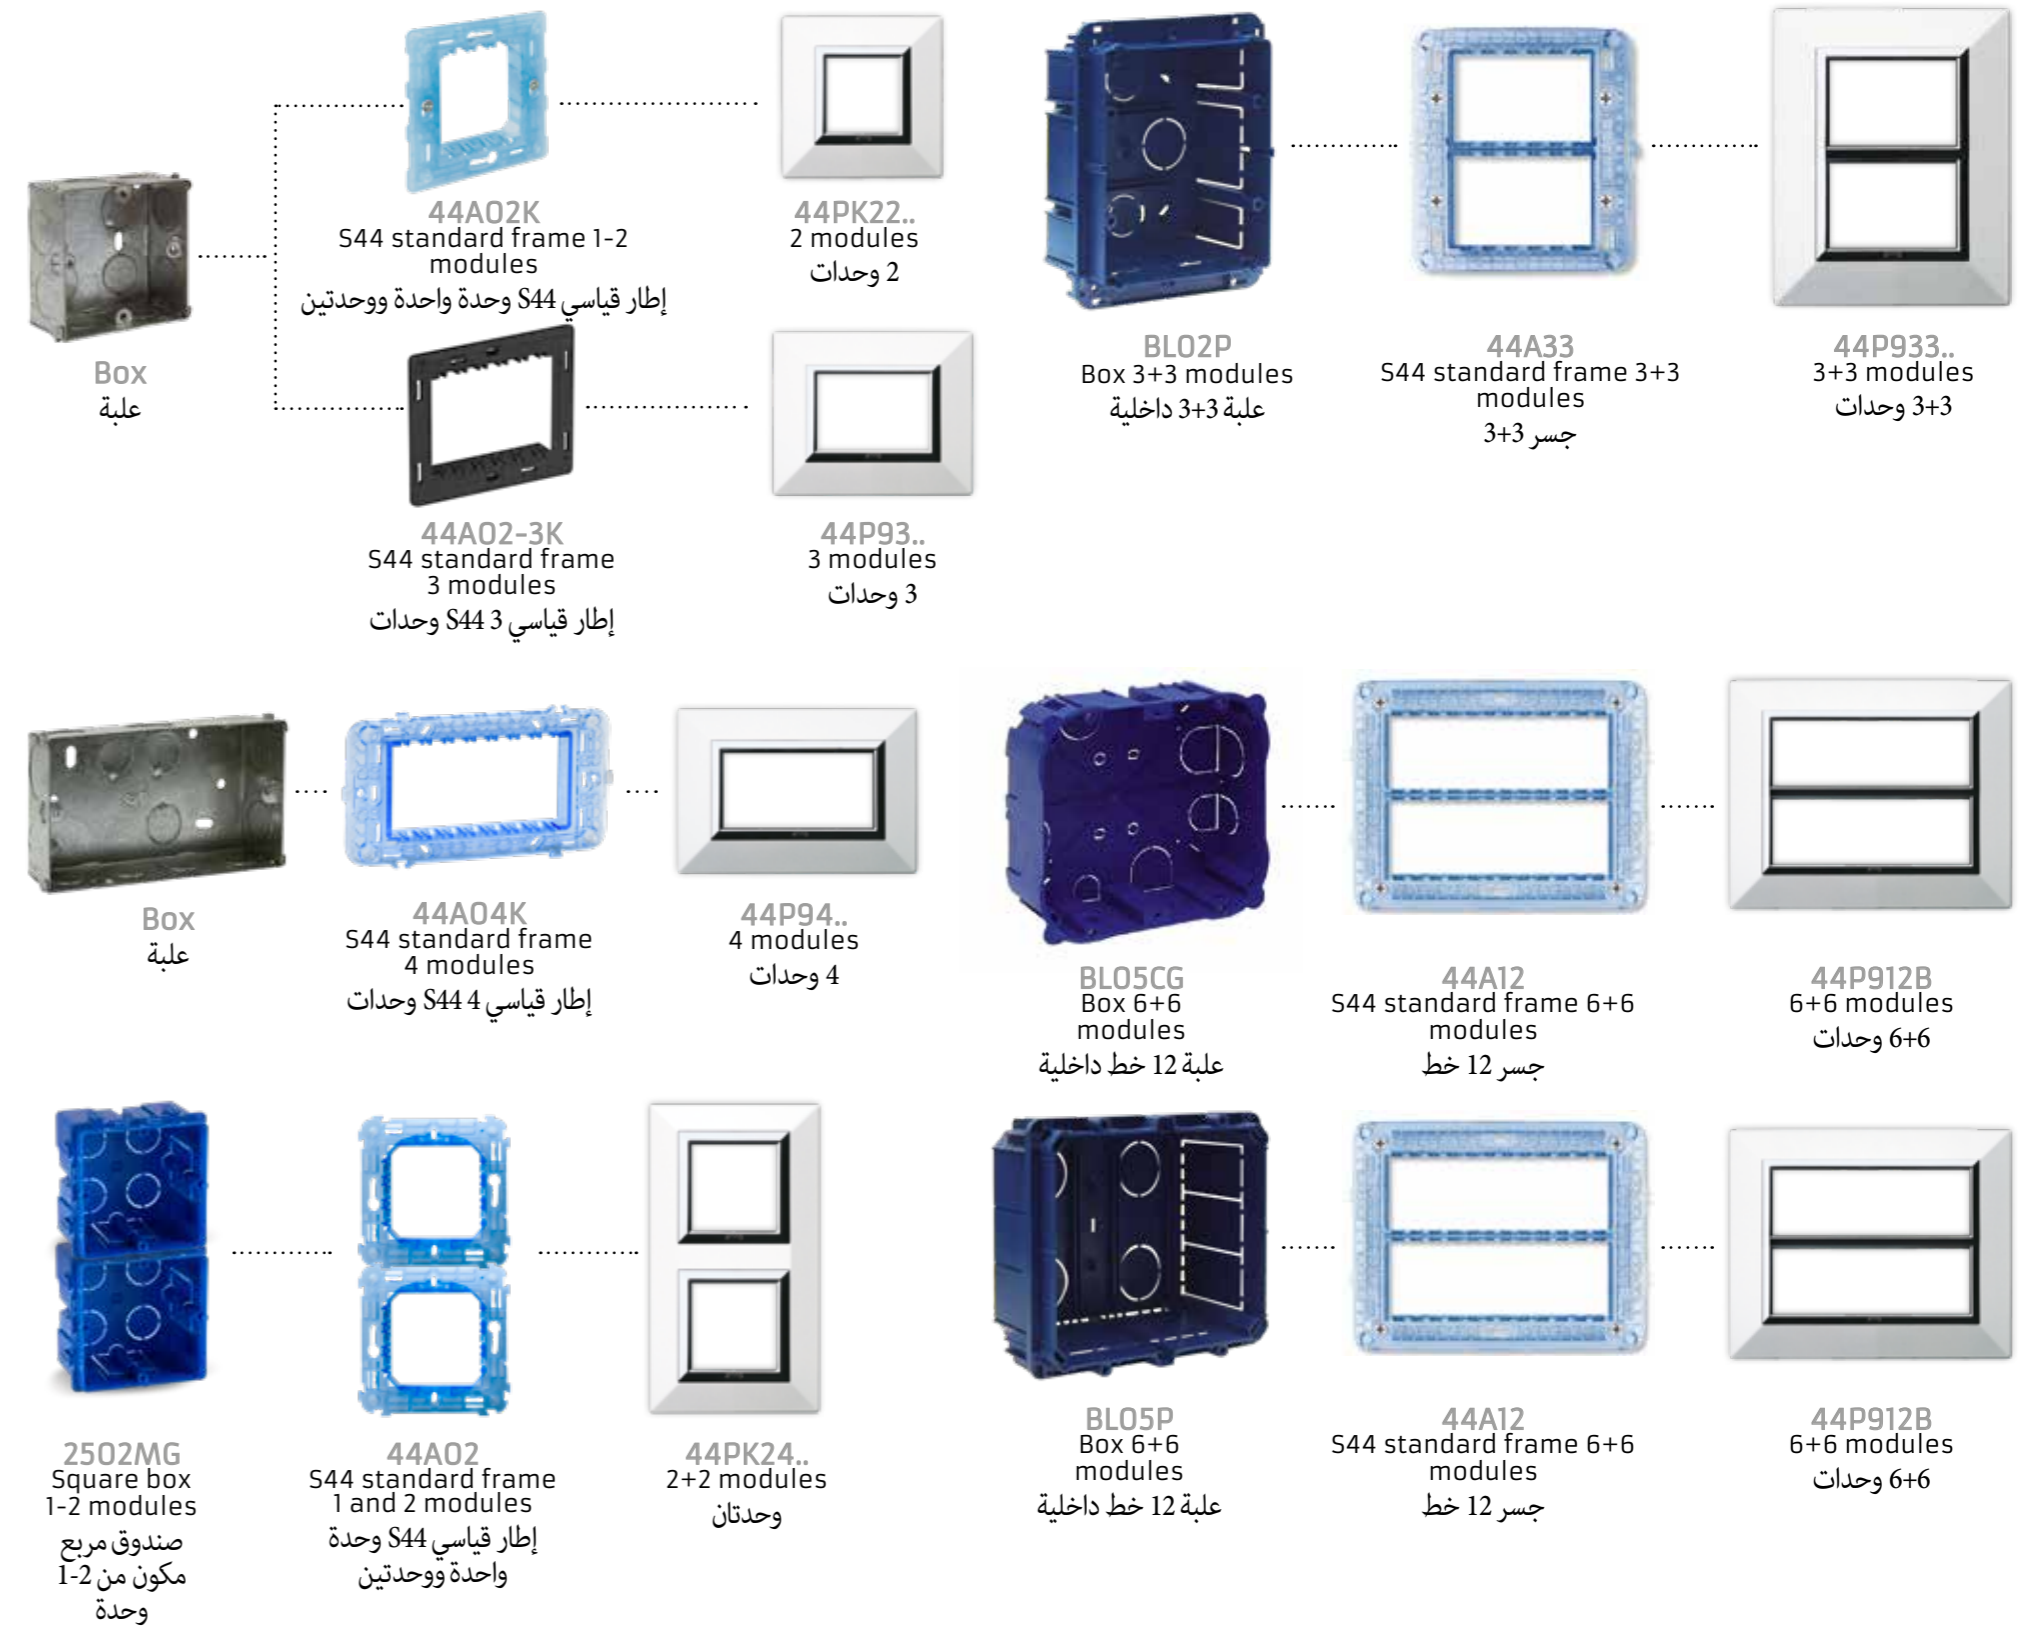 44A02K
S44 standard frame 1-2
modules
إطار قياسي S44 وحدة واحدة ووحدتين
44PK22..
2 modules
2 وحدات
Box
علبة
44A02-3K
S44 standard frame
3 modules
إطار قياسي S44 3 وحدات
44P93..
3 modules
3 وحدات
BL02P
Box 3+3 modules
علبة 3+3 داخلية
44A33
S44 standard frame 3+3
modules
جسر 3+3
44P933..
3+3 modules
3+3 وحدات
Box
علبة
44A04K
S44 standard frame
4 modules
إطار قياسي S44 4 وحدات
44P94..
4 modules
4 وحدات
BL05CG
Box 6+6
modules
علبة 12 خط داخلية
44A12
S44 standard frame 6+6
modules
جسر 12 خط
44P912B
6+6 modules
6+6 وحدات
2502MG
Square box
1-2 modules
صندوق مربع
مكون من 2-1
وحدة
44A02
S44 standard frame
1 and 2 modules
إطار قياسي S44 وحدة
واحدة ووحدتين
44PK24..
2+2 modules
وحدتان
BL05P
Box 6+6
modules
علبة 12 خط داخلية
44A12
S44 standard frame 6+6
modules
جسر 12 خط
44P912B
6+6 modules
6+6 وحدات